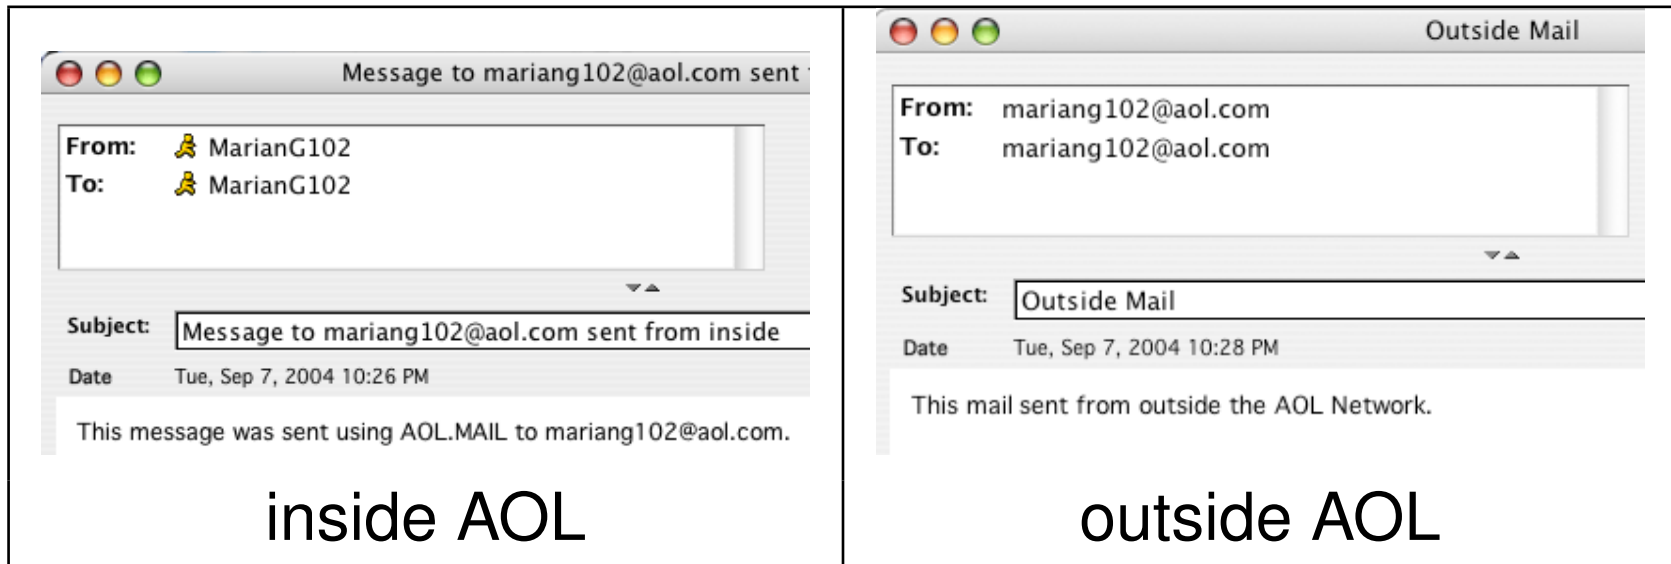 Message to mariang102@aol.com sent
From: MarianG102
To: MarianG102
Subject: Message to mariang102@aol.com sent from inside
Date Tue, Sep 7, 2004 10:26 PM
This message was sent using AOL.MAIL to mariang102@aol.com.
inside AOL
Outside Mail
From: mariang102@aol.com
To: mariang102@aol.com
Subject: Outside Mail
Date Tue, Sep 7, 2004 10:28 PM
This mail sent from outside the AOL Network.
outside AOL